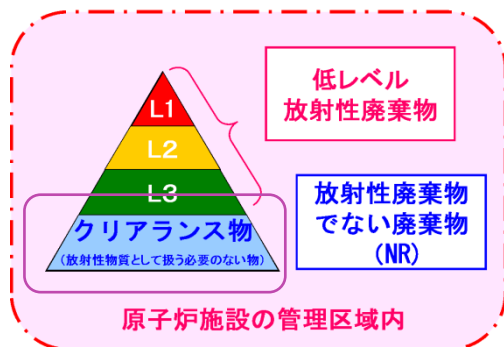 低レベル
放射性廃棄物
L1
L2
L3
クリアランス物
(放射性物質として扱う必要のない物)
放射性廃棄物
でない廃棄物
(NR)
原子炉施設の管理区域内